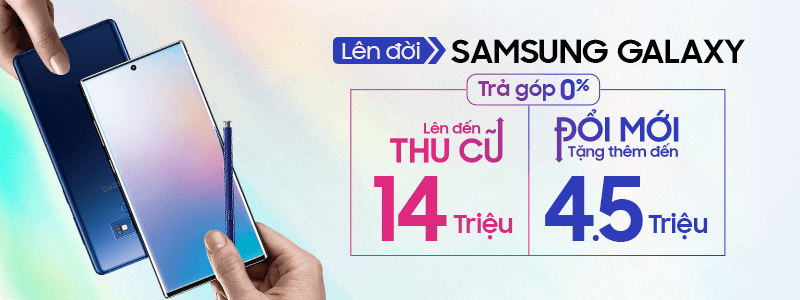 Lên đời
SAMSUNG GALAXY
Trả góp 0%
Lên đến
THU CŨ
14 Triệu
ĐỔI MỚI
Tặng thêm đến
4.5 Triệu
SAMSUNG